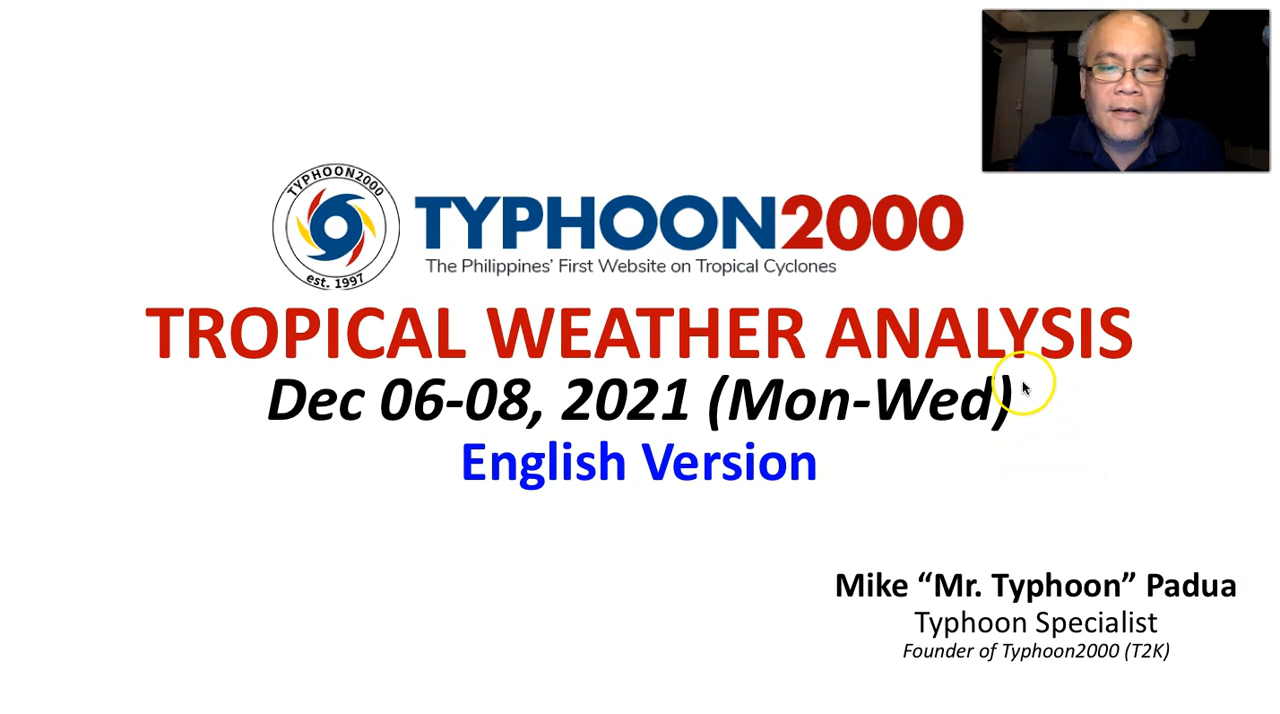 TYPHOON2000
est. 1997
TYPHOON2000
The Philippines' First Website on Tropical Cyclones
TROPICAL WEATHER ANALYSIS
Dec 06-08, 2021 (Mon-Wed)
English Version
Mike “Mr. Typhoon” Padua
Typhoon Specialist
Founder of Typhoon2000 (T2K)